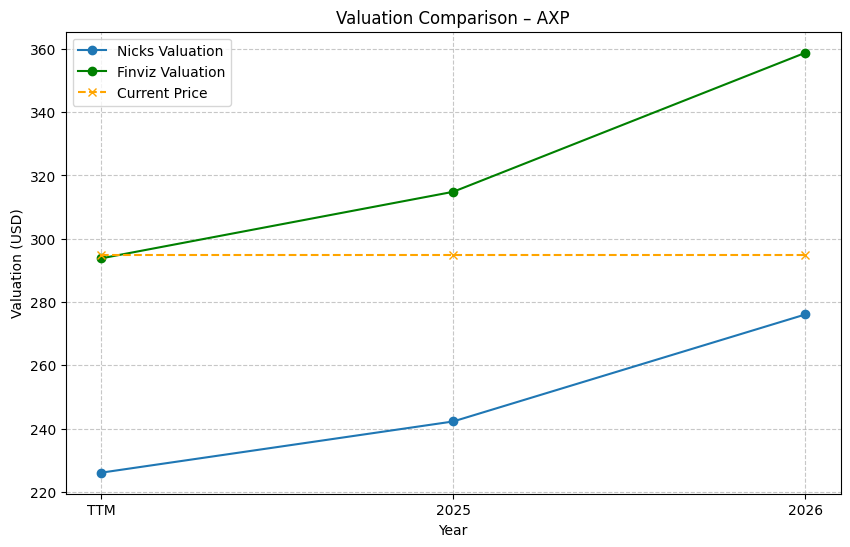 Valuation Comparison – AXP
Nicks Valuation
Finviz Valuation
Current Price
Valuation (USD)
360
340
320
300
280
260
240
220
TTM
2025
2026
Year